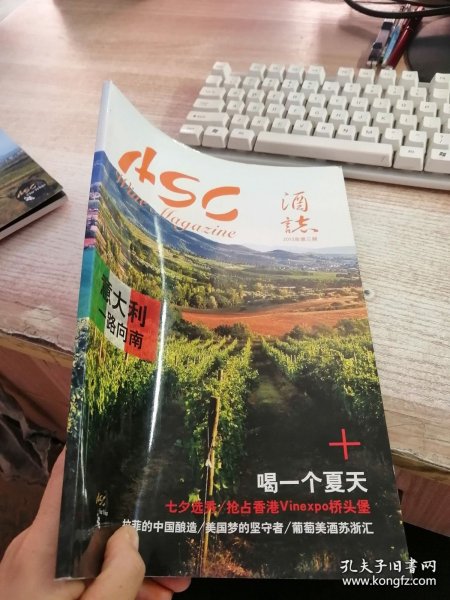 ASC
Wine Magazine
酒
誌
意大利
一路向南
喝一个夏天
七夕选秀/抢占香港Vinexpo桥头堡
拉菲的中国酿造/美国梦的坚守者/葡萄美酒苏浙汇
孔夫子旧书网
www.kongfz.com